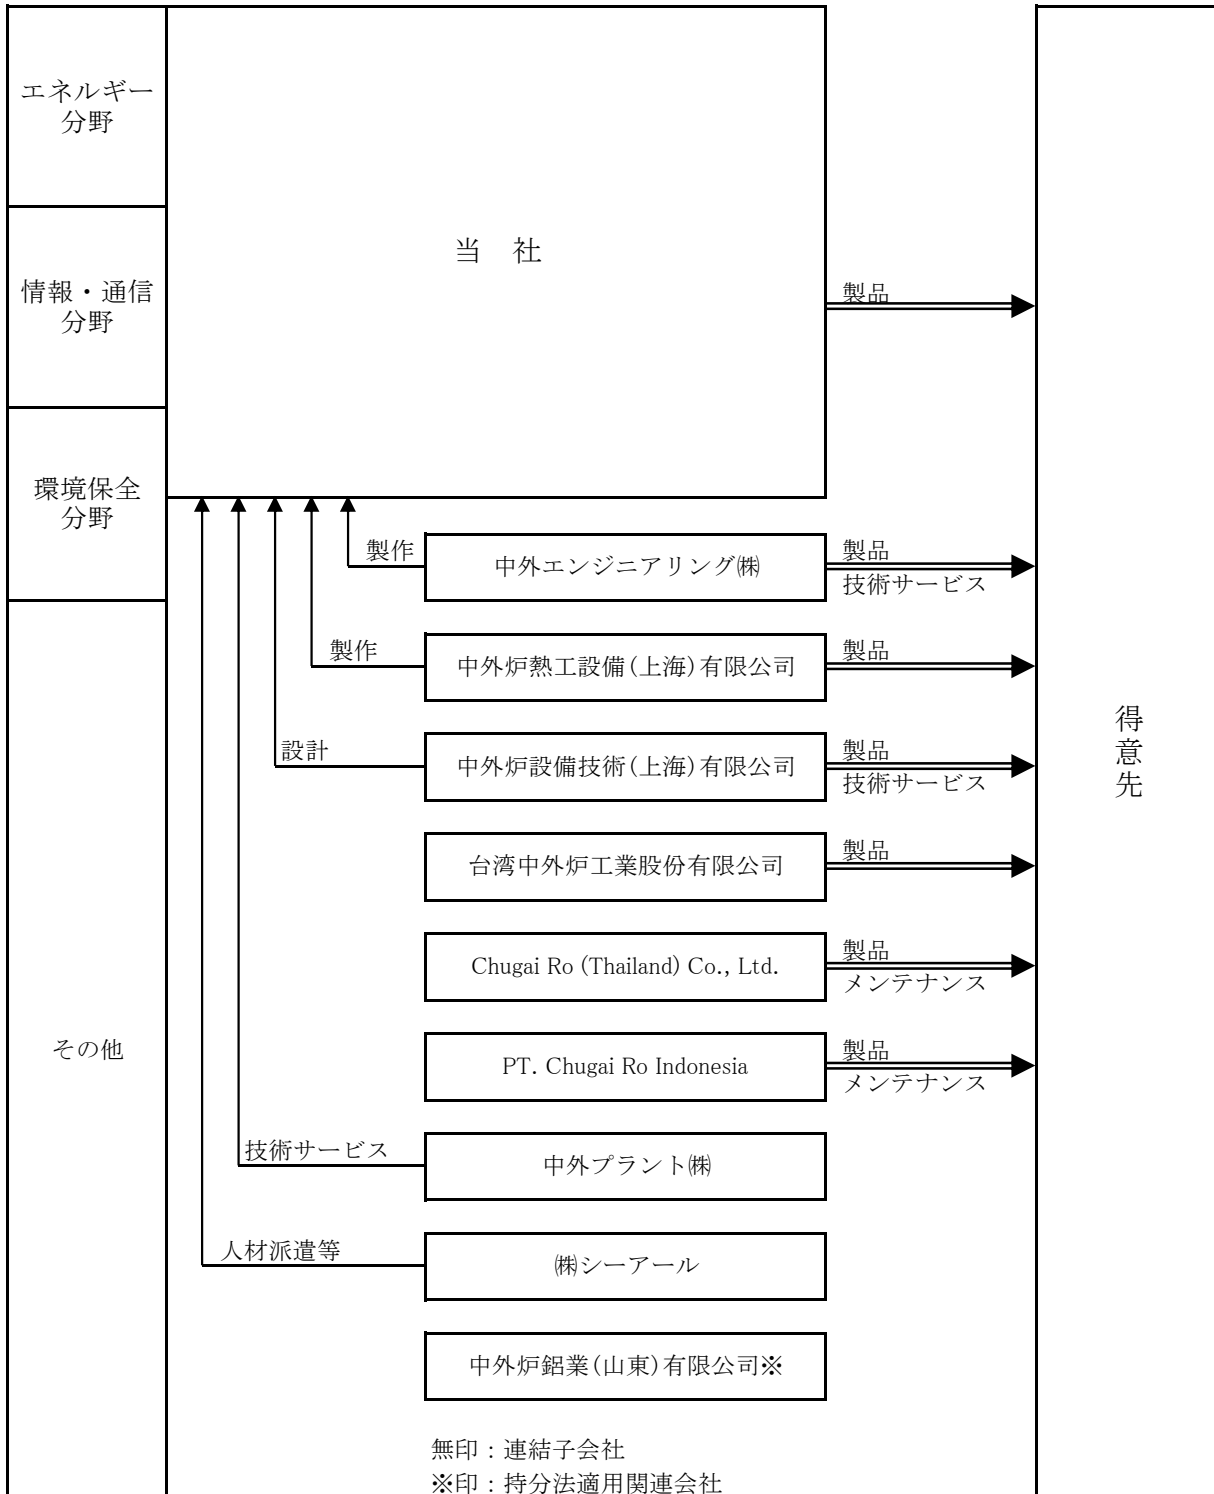 エネルギー
分野
情報・通信
分野
環境保全
分野
その他
当 社
製品
製作
中外エンジニアリング㈱
製品
技術サービス
製作
中外炉熱工設備(上海)有限公司
製品
設計
中外炉設備技術(上海)有限公司
製品
技術サービス
台湾中外炉工業股份有限公司
製品
Chugai Ro (Thailand) Co., Ltd.
製品
メンテナンス
PT. Chugai Ro Indonesia
製品
メンテナンス
技術サービス
中外プラント㈱
人材派遣等
㈱シーアール
中外炉鋁業(山東)有限公司※
無印：連結子会社
※印：持分法適用関連会社
得意先